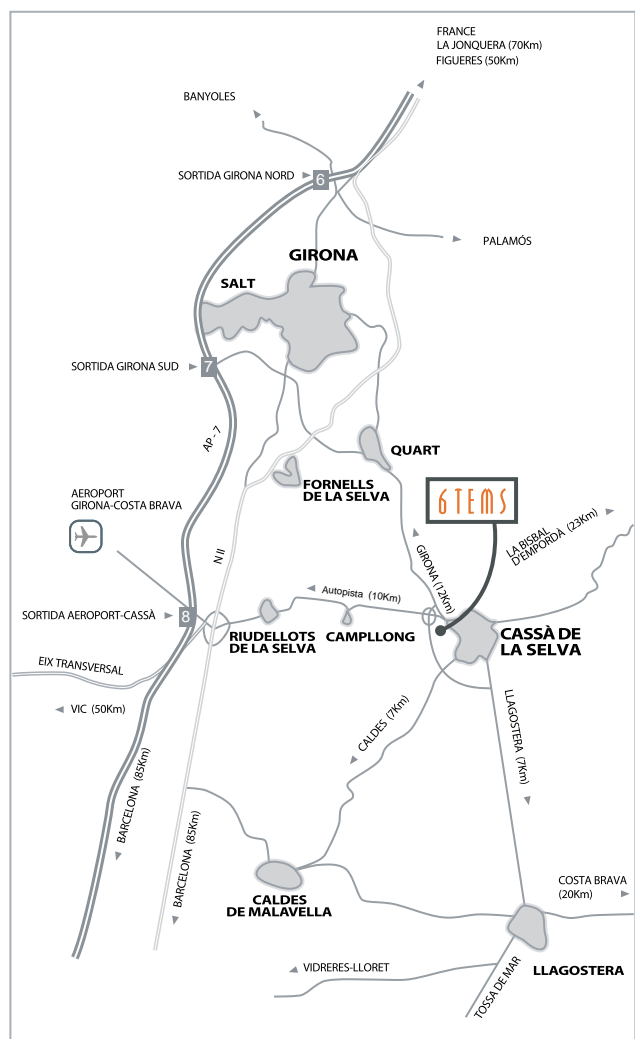 FRANCE
LA JONQUERA (70Km)
FIGUERES (50Km)
BANYOLES
SORTIDA GIRONA NORD
6
PALAMÓS
GIRONA
SALT
SORTIDA GIRONA SUD
7
AP - 7
QUART
FORNELLS
DE LA SELVA
6TEMS
AEROPORT
GIRONA-COSTA BRAVA
LA BISBAL
D'EMPORDÀ (23Km)
N II
GIRONA (12Km)
Autopista (10Km)
SORTIDA AEROPORT-CASSÀ
8
RIUDELLOTS
DE LA SELVA
CAMPLLONG
CASSÀ DE
LA SELVA
EIX TRANSVERSAL
VIC (50Km)
CALDES (7Km)
LLAGOSTERA (7Km)
BARCELONA (85Km)
BARCELONA (85Km)
CALDES
DE MALAVELLA
COSTA BRAVA
(20Km)
VIDRERES-LLORET
TOSSA DE MAR
LLAGOSTERA